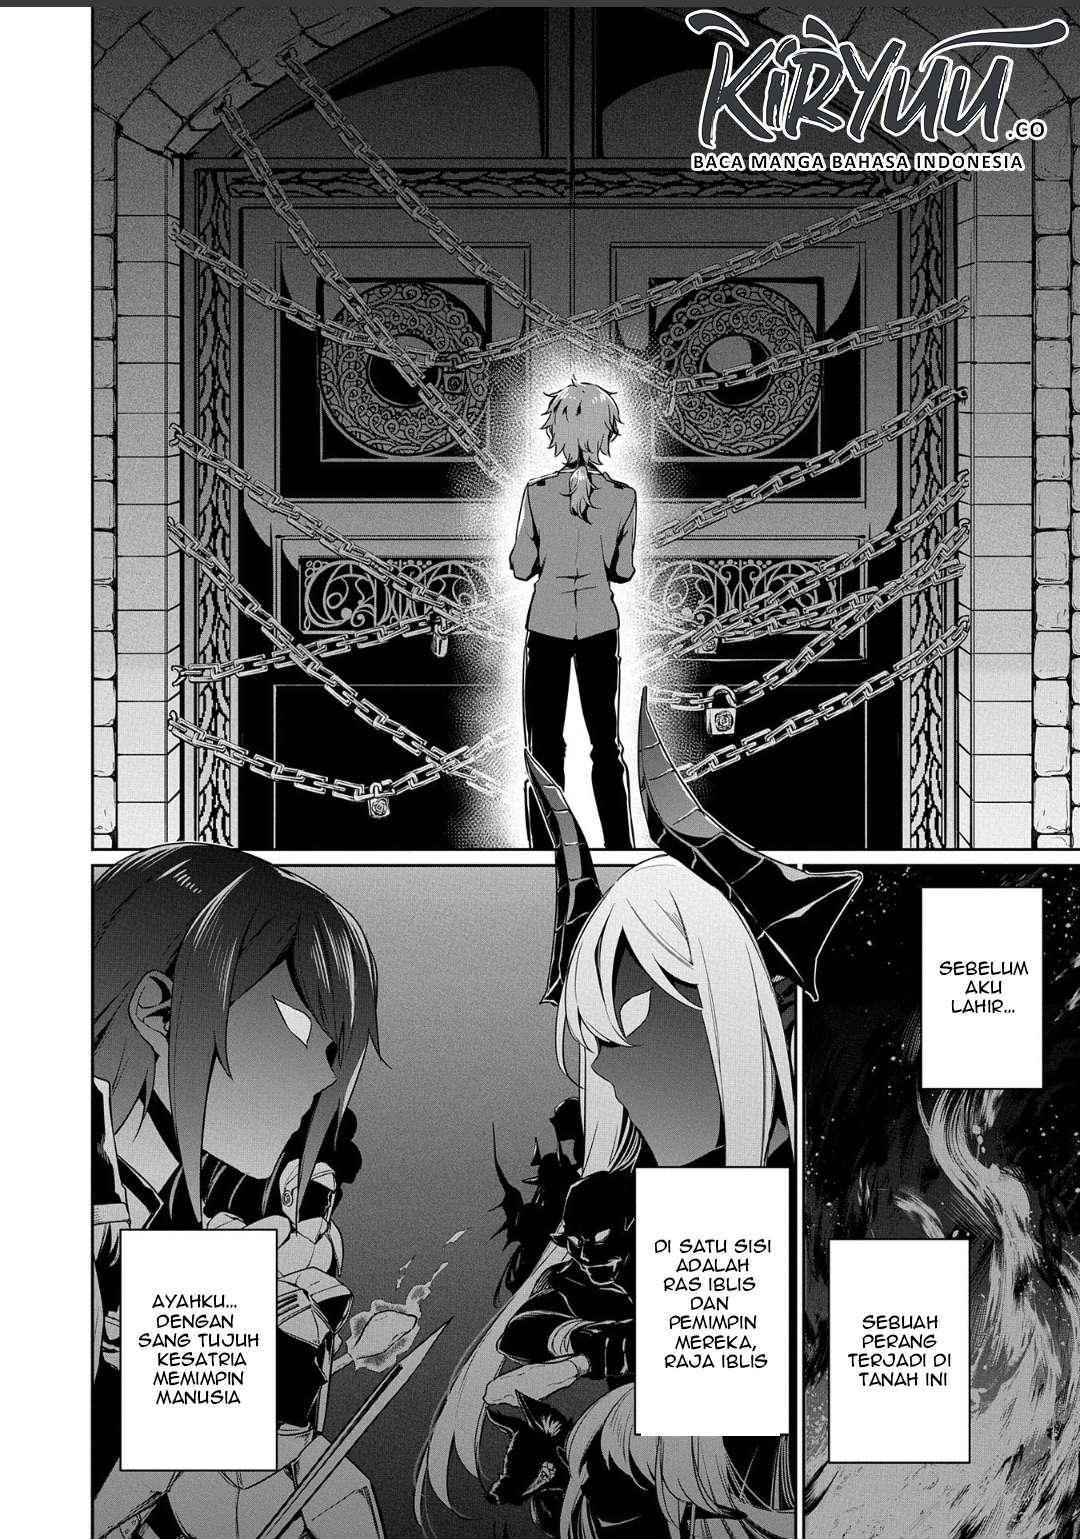 KIRYUU
.CO
BACA MANGA BAHASA INDONESIA
SEBELUM
AKU
LAHIR...
SEBUAH
PERANG
TERJADI DI
TANAH INI
DI SATU SISI
ADALAH
RAS IBLIS
DAN
PEMIMPIN
MEREKA,
RAJA IBLIS
AYAHKU...
DENGAN
SANG TUJUH
KESATRIA
MEMIMPIN
MANUSIA